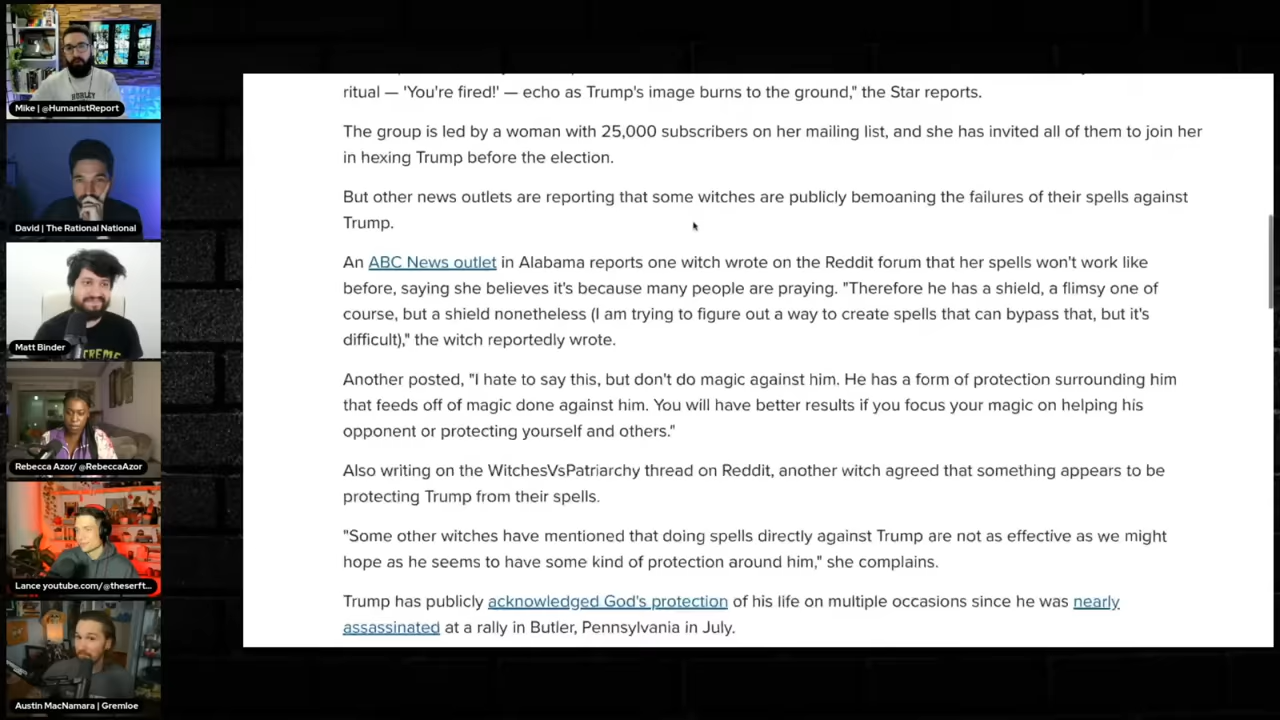 Mike | @HumanistReport
David | The Rational National
Matt Binder
Rebecca Azor/ @RebeccaAzor
Lance youtube.com/@theserft...
Austin MacNamara | Gremloe
ritual — 'You're fired!' — echo as Trump's image burns to the ground," the Star reports.
The group is led by a woman with 25,000 subscribers on her mailing list, and she has invited all of them to join her
in hexing Trump before the election.
But other news outlets are reporting that some witches are publicly bemoaning the failures of their spells against
Trump.
An ABC News outlet in Alabama reports one witch wrote on the Reddit forum that her spells won't work like
before, saying she believes it's because many people are praying. "Therefore he has a shield, a flimsy one of
course, but a shield nonetheless (I am trying to figure out a way to create spells that can bypass that, but it's
difficult)," the witch reportedly wrote.
Another posted, "I hate to say this, but don't do magic against him. He has a form of protection surrounding him
that feeds off of magic done against him. You will have better results if you focus your magic on helping his
opponent or protecting yourself and others."
Also writing on the WitchesVsPatriarchy thread on Reddit, another witch agreed that something appears to be
protecting Trump from their spells.
"Some other witches have mentioned that doing spells directly against Trump are not as effective as we might
hope as he seems to have some kind of protection around him," she complains.
Trump has publicly acknowledged God's protection of his life on multiple occasions since he was nearly
assassinated at a rally in Butler, Pennsylvania in July.